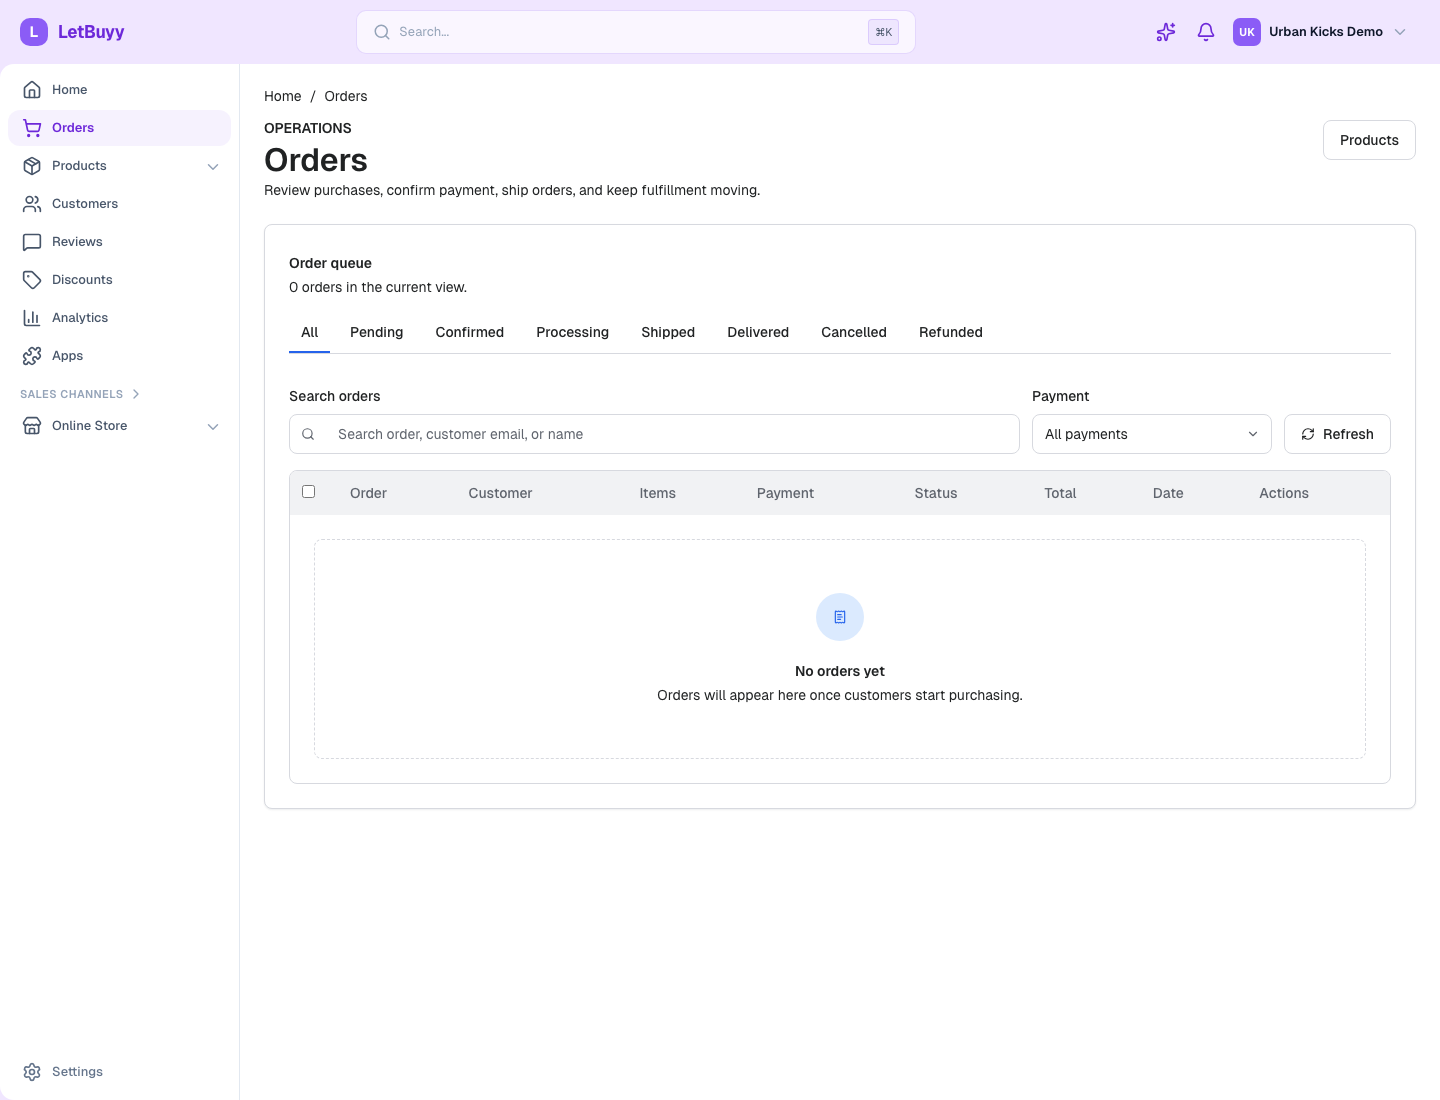 L LetBuyy
Search...
⌘K
UK Urban Kicks Demo
Home
Orders
Products
Customers
Reviews
Discounts
Analytics
Apps
SALES CHANNELS
Online Store
Settings
Home / Orders
OPERATIONS
Orders
Review purchases, confirm payment, ship orders, and keep fulfillment moving.
Products
Order queue
0 orders in the current view.
All Pending Confirmed Processing Shipped Delivered Cancelled Refunded
Search orders
Search order, customer email, or name
Payment
All payments
Refresh
Order Customer Items Payment Status Total Date Actions
No orders yet
Orders will appear here once customers start purchasing.